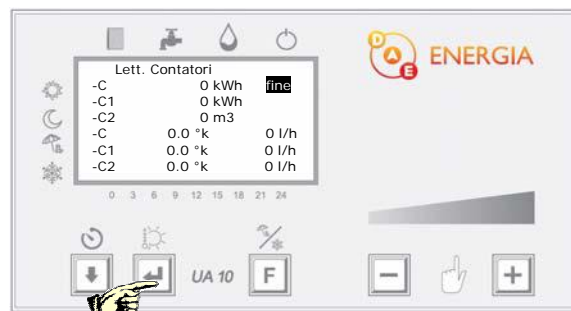 D A E ENERGIA
Lett. Contatori
-C 0 kWh fine
-C1 0 kWh
-C2 0 m3
-C 0.0 °k 0 l/h
-C1 0.0 °k 0 l/h
-C2 0.0 °k 0 l/h
0 3 6 9 12 15 18 21 24
UA 10 F
− +